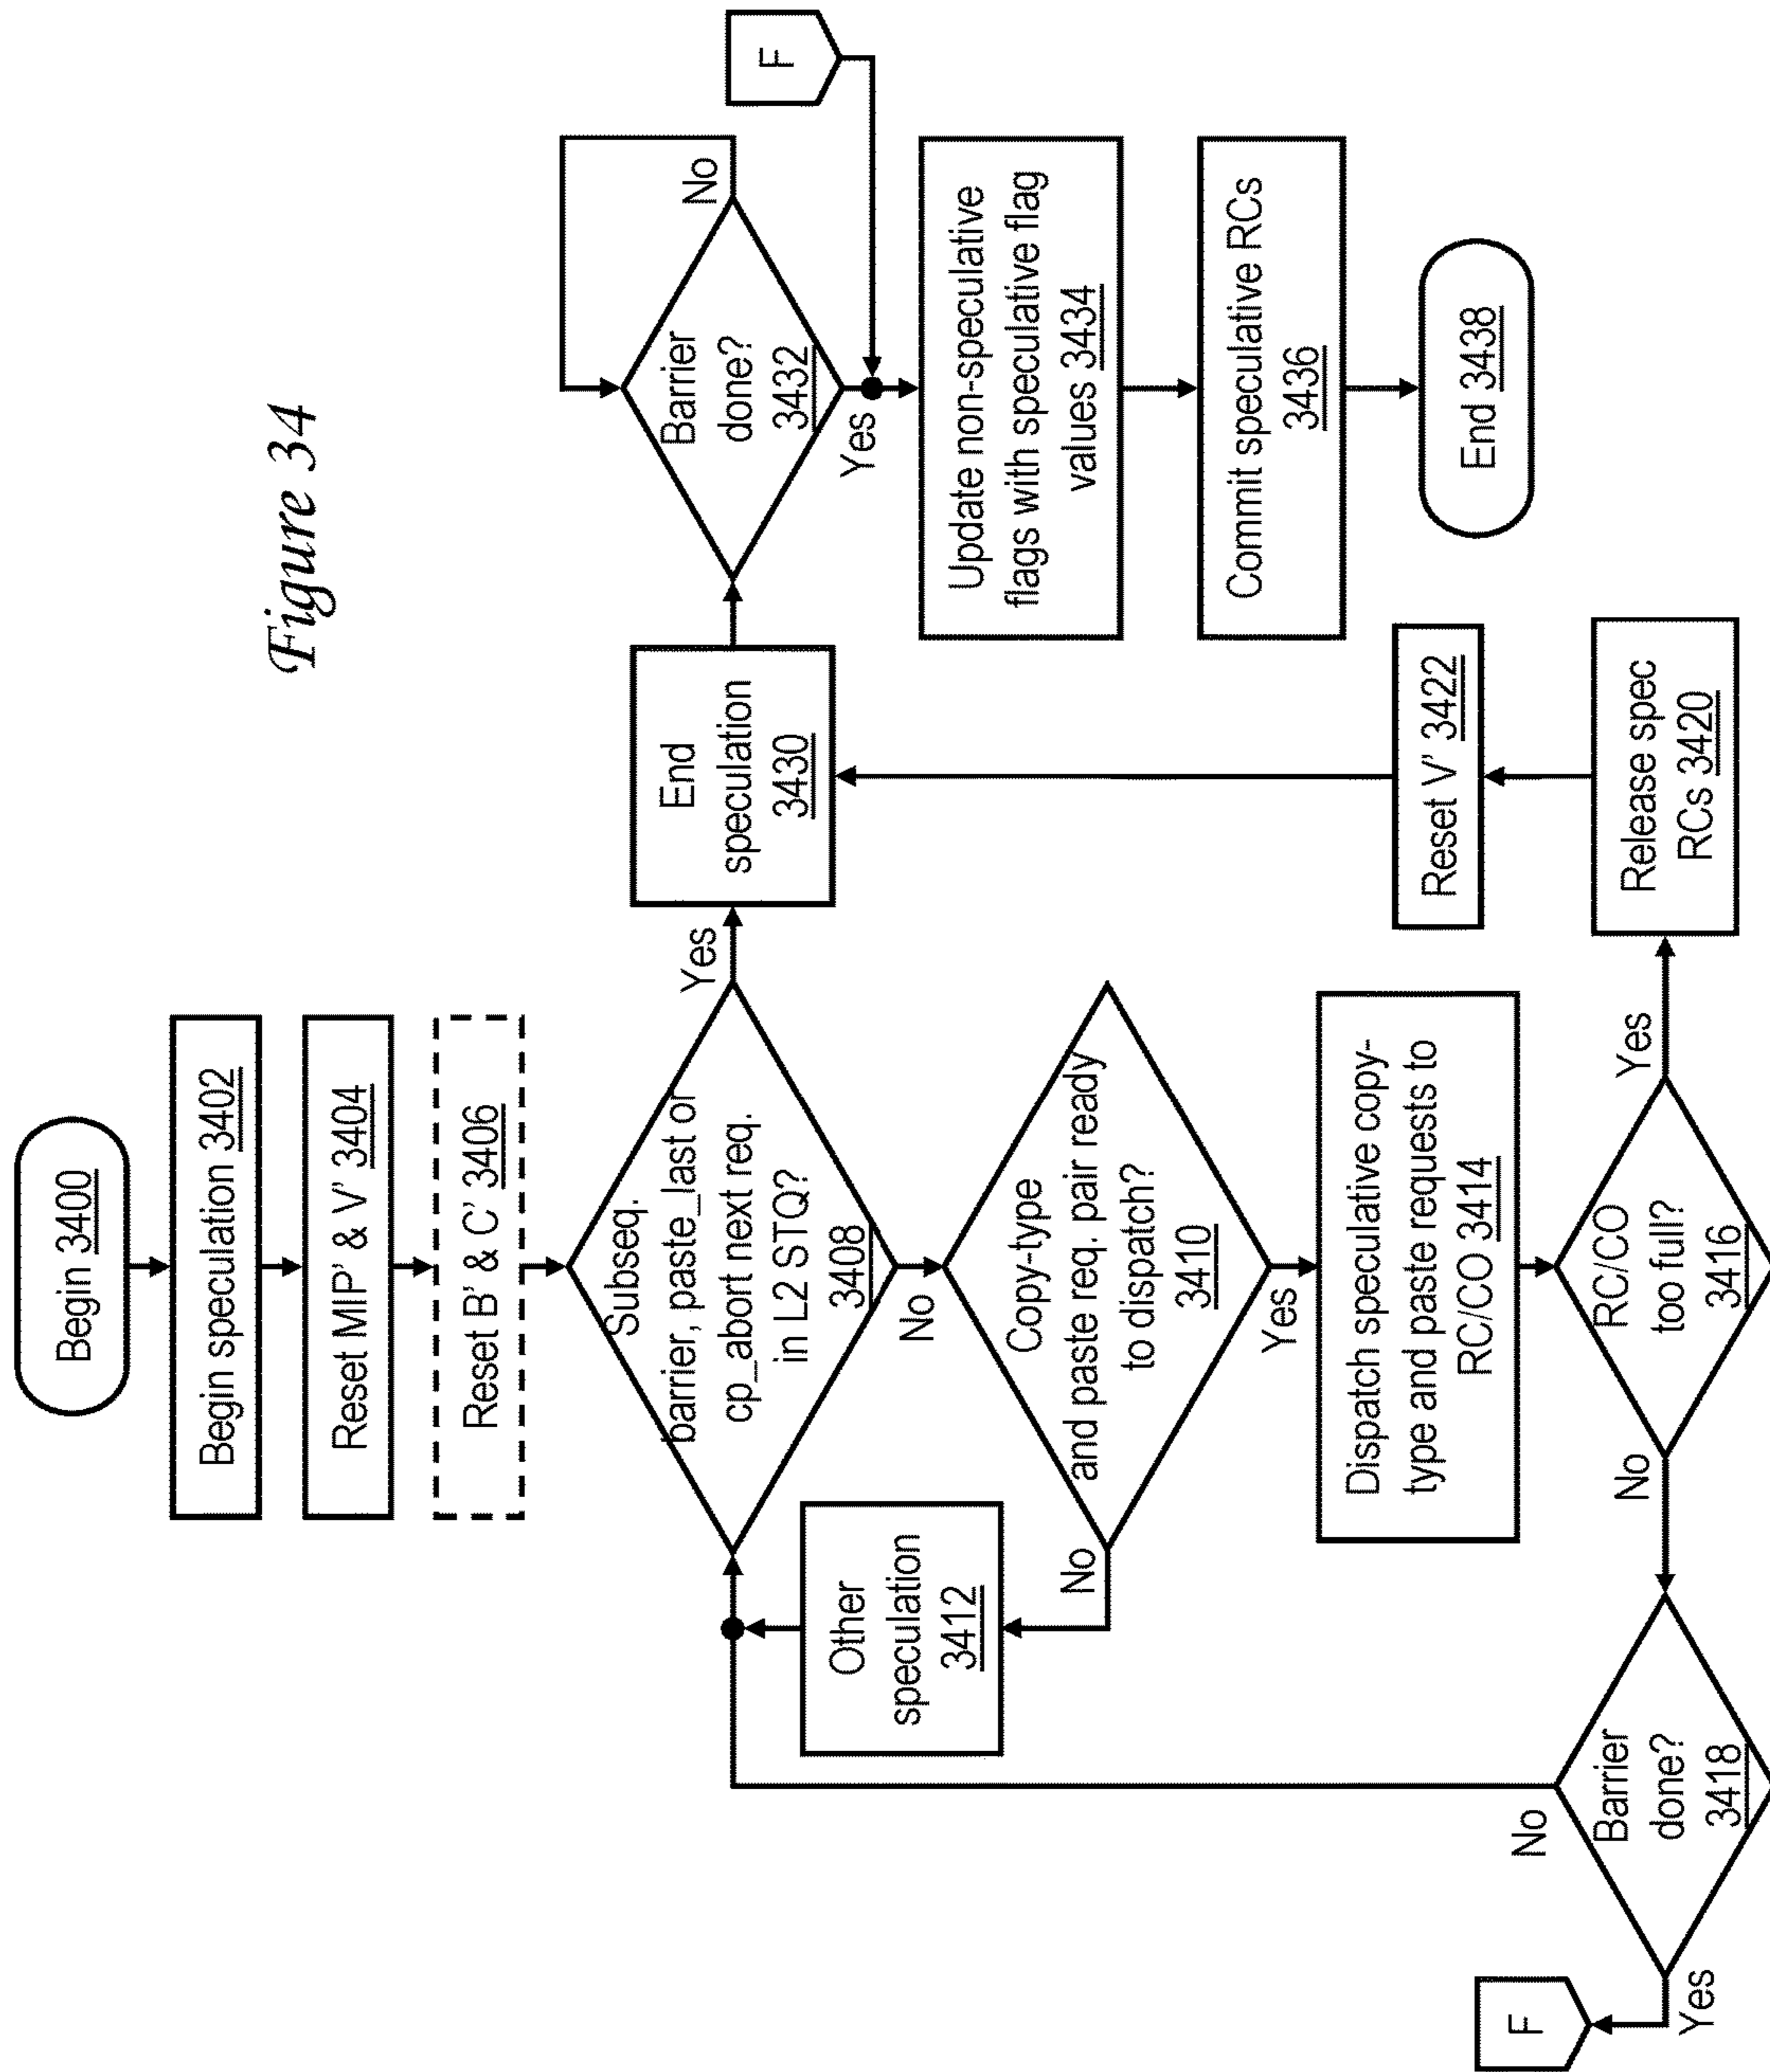 Figure 34
Begin 3400
Begin speculation 3402
Reset MIP' & V' 3404
Reset B' & C' 3406
Subseq.
barrier, paste_last or
cp_abort next req.
in L2 STQ?
3408
Yes
No
Copy-type
and paste req. pair ready
to dispatch?
3410
No
Yes
Other
speculation
3412
Dispatch speculative copy-
type and paste requests to
RC/CO 3414
RC/CO
too full?
3416
Yes
No
Barrier
done?
3418
No
Yes
F
Release spec
RCs 3420
Reset V' 3422
End
speculation
3430
Barrier
done?
3432
No
Yes
F
Update non-speculative
flags with speculative flag
values 3434
Commit speculative RCs
3436
End 3438